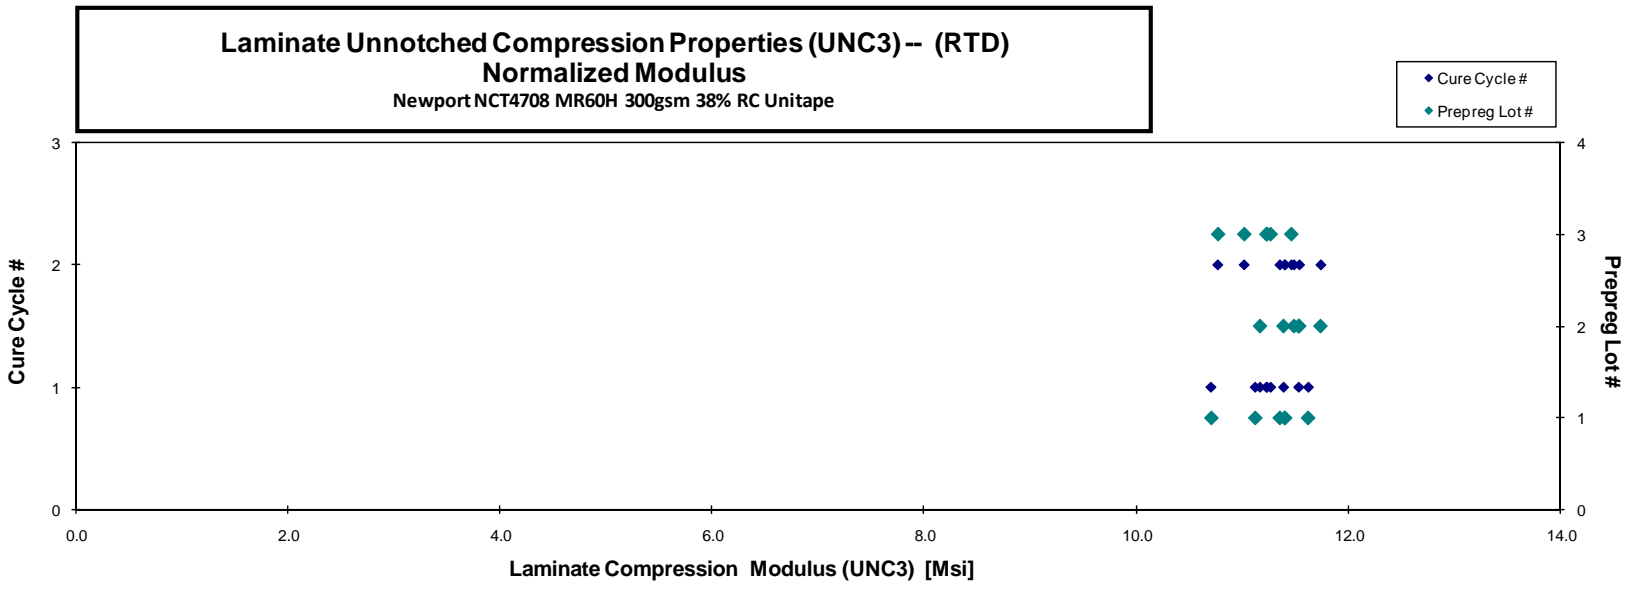 Laminate Unnotched Compression Properties (UNC3) -- (RTD)
Normalized Modulus
Newport NCT4708 MR60H 300gsm 38% RC Unitape
Cure Cycle #
Prepreg Lot #
3
2
1
0
Cure Cycle #
4
3
2
1
0
Prepreg Lot #
0.0 2.0 4.0 6.0 8.0 10.0 12.0 14.0
Laminate Compression Modulus (UNC3) [Msi]